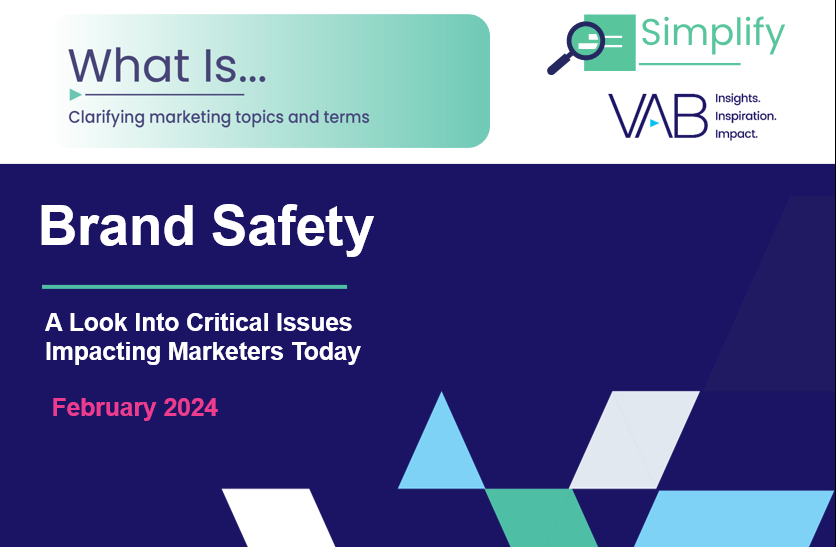 What Is...
Clarifying marketing topics and terms
Simplify
VAB
Insights.
Inspiration.
Impact.
Brand Safety
A Look Into Critical Issues
Impacting Marketers Today
February 2024